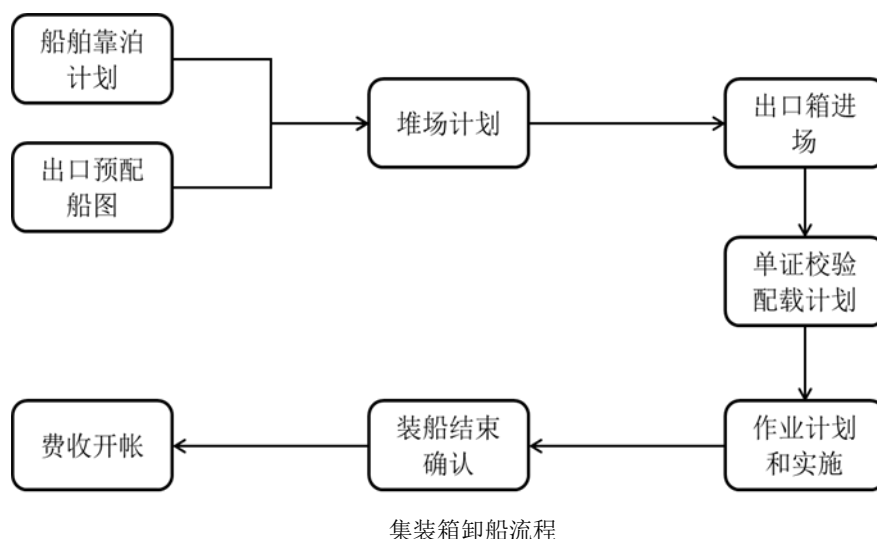 船舶靠泊
计划
出口预配
船图
堆场计划
出口箱进
场
单证校验
配载计划
作业计划
和实施
装船结束
确认
费收开帐
集装箱卸船流程